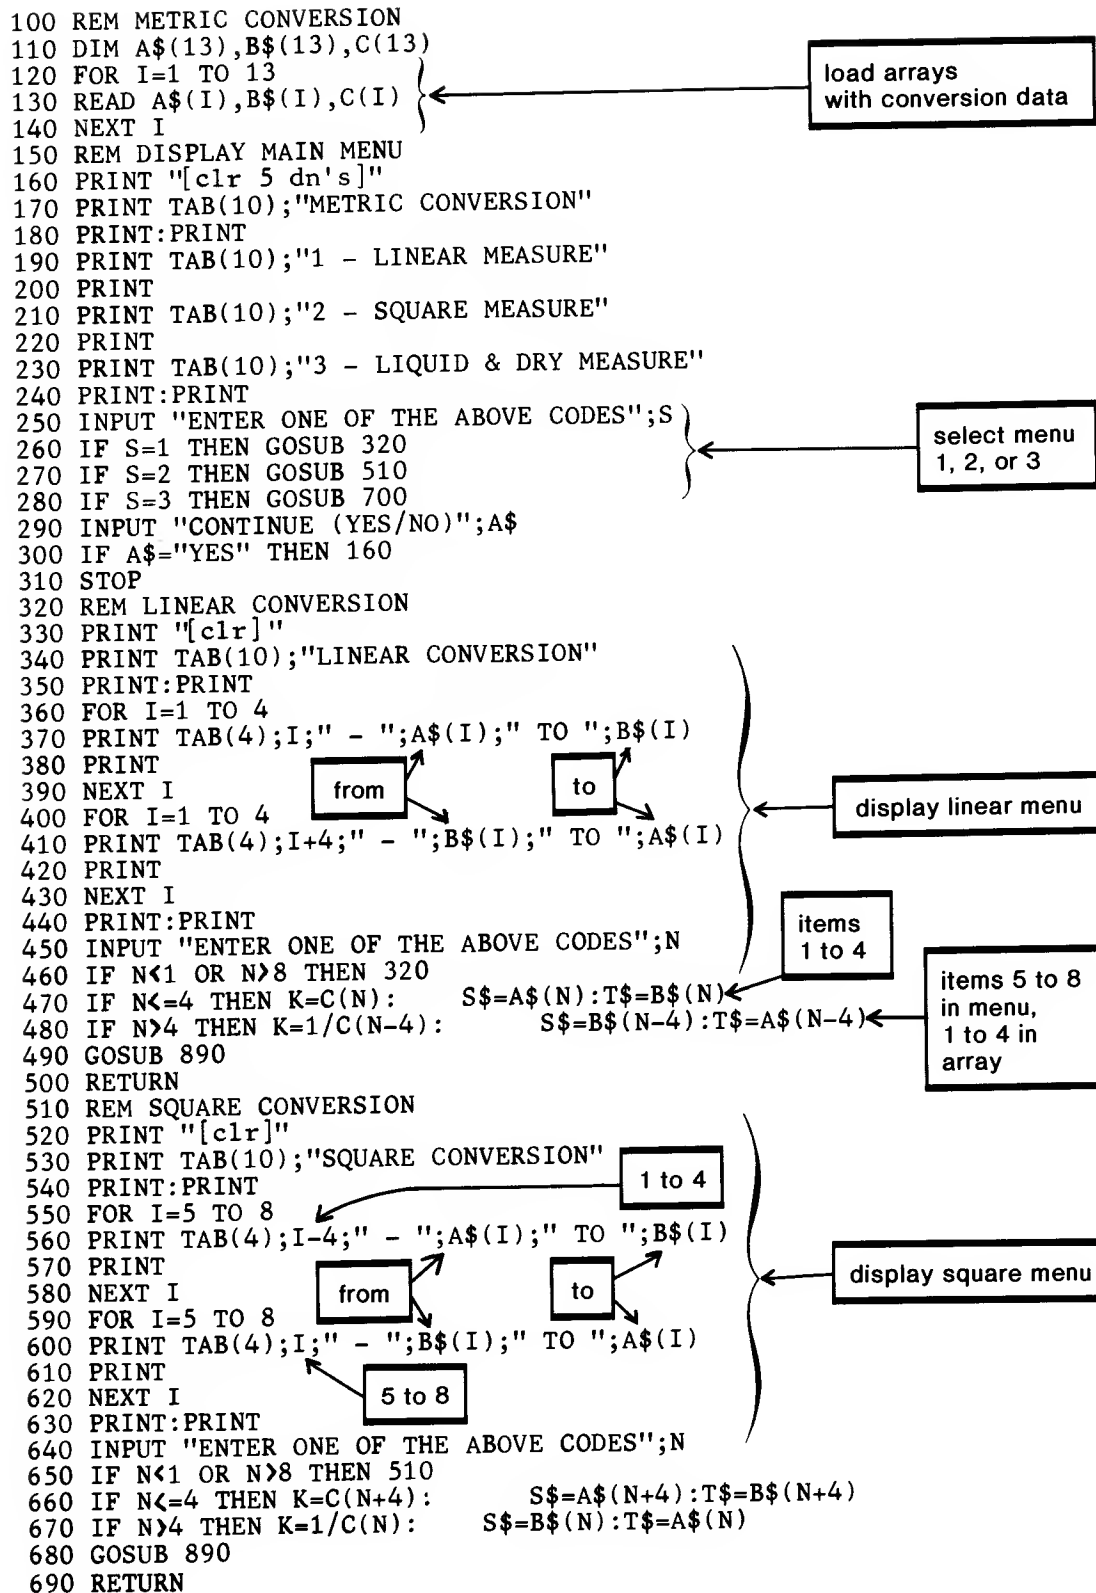 100 REM METRIC CONVERSION
110 DIM A$(13),B$(13),C(13)
120 FOR I=1 TO 13
130 READ A$(I),B$(I),C(I)
load arrays
with conversion data
140 NEXT I
150 REM DISPLAY MAIN MENU
160 PRINT "[clr 5 dn's]"
170 PRINT TAB(10);"METRIC CONVERSION"
180 PRINT:PRINT
190 PRINT TAB(10);"1 - LINEAR MEASURE"
200 PRINT
210 PRINT TAB(10);"2 - SQUARE MEASURE"
220 PRINT
230 PRINT TAB(10);"3 - LIQUID & DRY MEASURE"
240 PRINT:PRINT
250 INPUT "ENTER ONE OF THE ABOVE CODES";S
260 IF S=1 THEN GOSUB 320
270 IF S=2 THEN GOSUB 510
280 IF S=3 THEN GOSUB 700
select menu
1, 2, or 3
290 INPUT "CONTINUE (YES/NO)";A$
300 IF A$="YES" THEN 160
310 STOP
320 REM LINEAR CONVERSION
330 PRINT "[clr]"
340 PRINT TAB(10);"LINEAR CONVERSION"
350 PRINT:PRINT
360 FOR I=1 TO 4
370 PRINT TAB(4);I;" - ";A$(I);" TO ";B$(I)
380 PRINT
390 NEXT I
from
to
display linear menu
400 FOR I=1 TO 4
410 PRINT TAB(4);I+4;" - ";B$(I);" TO ";A$(I)
420 PRINT
430 NEXT I
440 PRINT:PRINT
450 INPUT "ENTER ONE OF THE ABOVE CODES";N
items
1 to 4
460 IF N<1 OR N>8 THEN 320
470 IF N<=4 THEN K=C(N): S$=A$(N):T$=B$(N)
480 IF N>4 THEN K=1/C(N-4): S$=B$(N-4):T$=A$(N-4)
items 5 to 8
in menu,
1 to 4 in
array
490 GOSUB 890
500 RETURN
510 REM SQUARE CONVERSION
520 PRINT "[clr]"
530 PRINT TAB(10);"SQUARE CONVERSION"
540 PRINT:PRINT
1 to 4
550 FOR I=5 TO 8
560 PRINT TAB(4);I-4;" - ";A$(I);" TO ";B$(I)
570 PRINT
580 NEXT I
from
to
display square menu
590 FOR I=5 TO 8
600 PRINT TAB(4);I;" - ";B$(I);" TO ";A$(I)
610 PRINT
620 NEXT I
5 to 8
630 PRINT:PRINT
640 INPUT "ENTER ONE OF THE ABOVE CODES";N
650 IF N<1 OR N>8 THEN 510
660 IF N<=4 THEN K=C(N+4): S$=A$(N+4):T$=B$(N+4)
670 IF N>4 THEN K=1/C(N): S$=B$(N):T$=A$(N)
680 GOSUB 890
690 RETURN